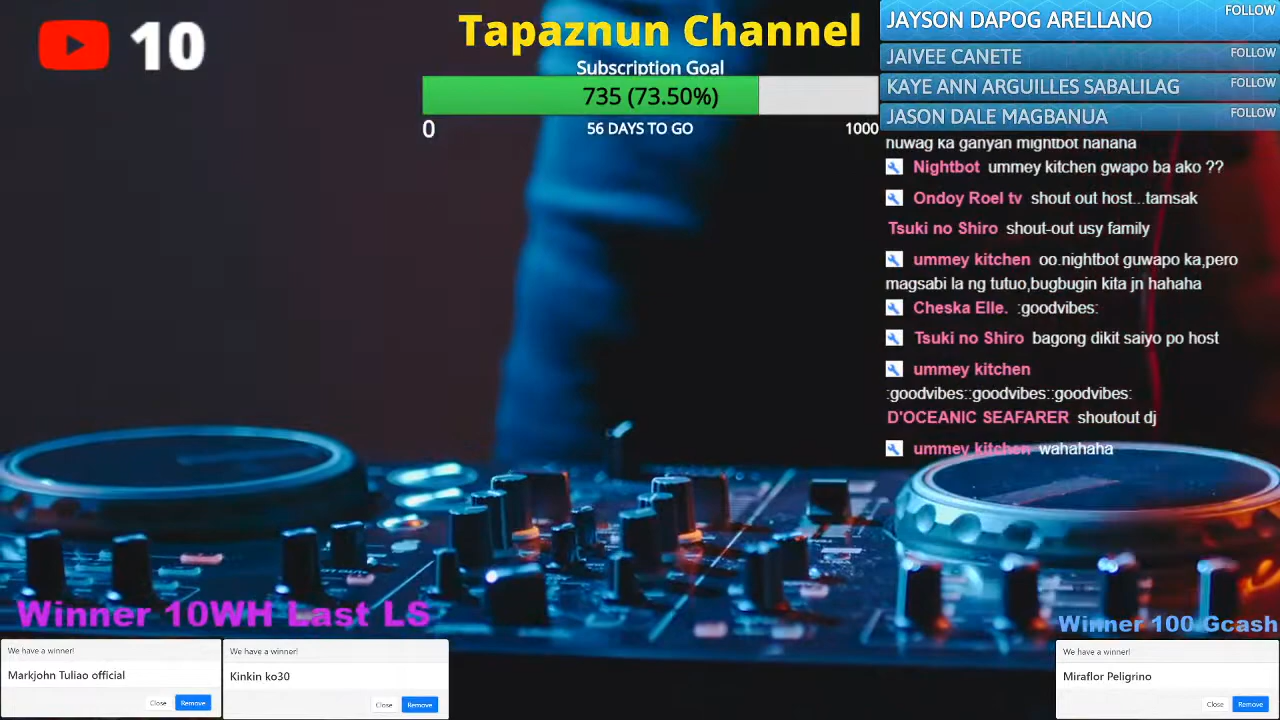 10
Tapaznun Channel
Subscription Goal
735 (73.50%)
0
56 DAYS TO GO
1000
JAYSON DAPOG ARELLANO
FOLLOW
JAIVEE CANETE
FOLLOW
KAYE ANN ARGUILLES SABALILAG
FOLLOW
JASON DALE MAGBANUA
FOLLOW
huwag ka ganyan mightbot hahaha
Nightbot ummey kitchen gwapo ba ako ??
Ondoy Roel tv shout out host...tamsak
Tsuki no Shiro shout-out usy family
ummey kitchen oo.nightbot guwapo ka,pero
magsabi la ng tutuo,bugbugin kita jn hahaha
Cheska Elle. :goodvibes:
Tsuki no Shiro bagong dikit saiyo po host
ummey kitchen
:goodvibes::goodvibes::goodvibes:
D'OCEANIC SEAFARER shoutout dj
ummey kitchen wahahaha
Winner 10WH Last LS
We have a winner!
Markjohn Tuliao official
Close Remove
We have a winner!
Kinkin ko30
Close Remove
Winner 100 Gcash
We have a winner!
Miraflor Peligrino
Close Remove